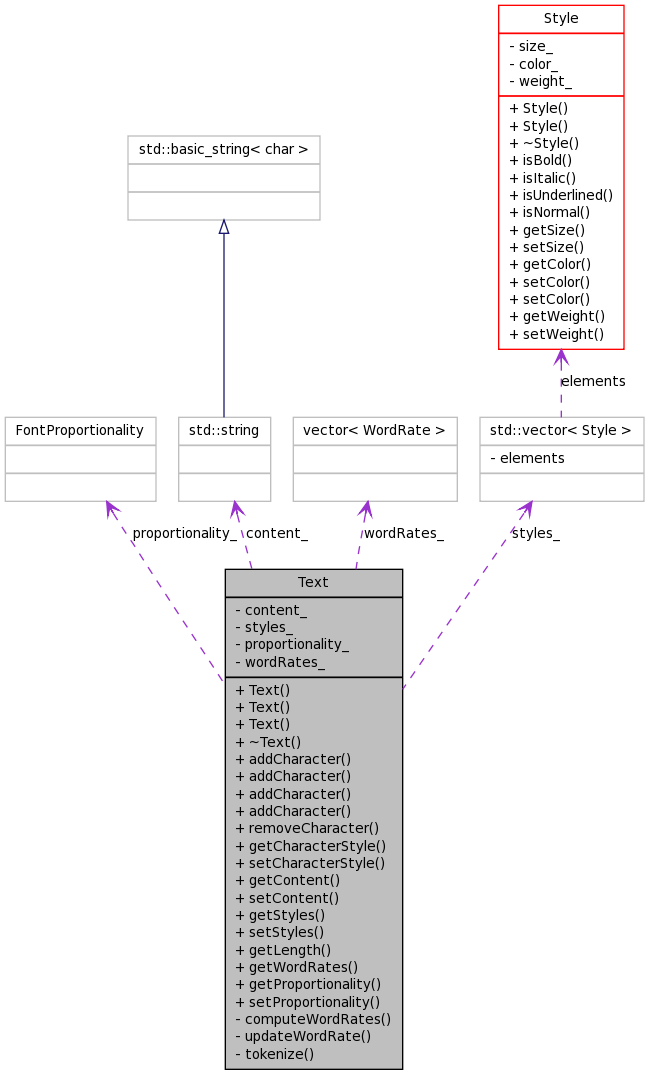 Style
- size_
- color_
- weight_
+ Style()
+ Style()
+ ~Style()
+ isBold()
+ isItalic()
+ isUnderlined()
+ isNormal()
+ getSize()
+ setSize()
+ getColor()
+ setColor()
+ setColor()
+ getWeight()
+ setWeight()
std::basic_string< char >
elements
FontProportionality
std::string
vector< WordRate >
std::vector< Style >
- elements
proportionality_
content_
wordRates_
styles_
Text
- content_
- styles_
- proportionality_
- wordRates_
+ Text()
+ Text()
+ Text()
+ ~Text()
+ addCharacter()
+ addCharacter()
+ addCharacter()
+ addCharacter()
+ removeCharacter()
+ getCharacterStyle()
+ setCharacterStyle()
+ getContent()
+ setContent()
+ getStyles()
+ setStyles()
+ getLength()
+ getWordRates()
+ getProportionality()
+ setProportionality()
- computeWordRates()
- updateWordRate()
- tokenize()